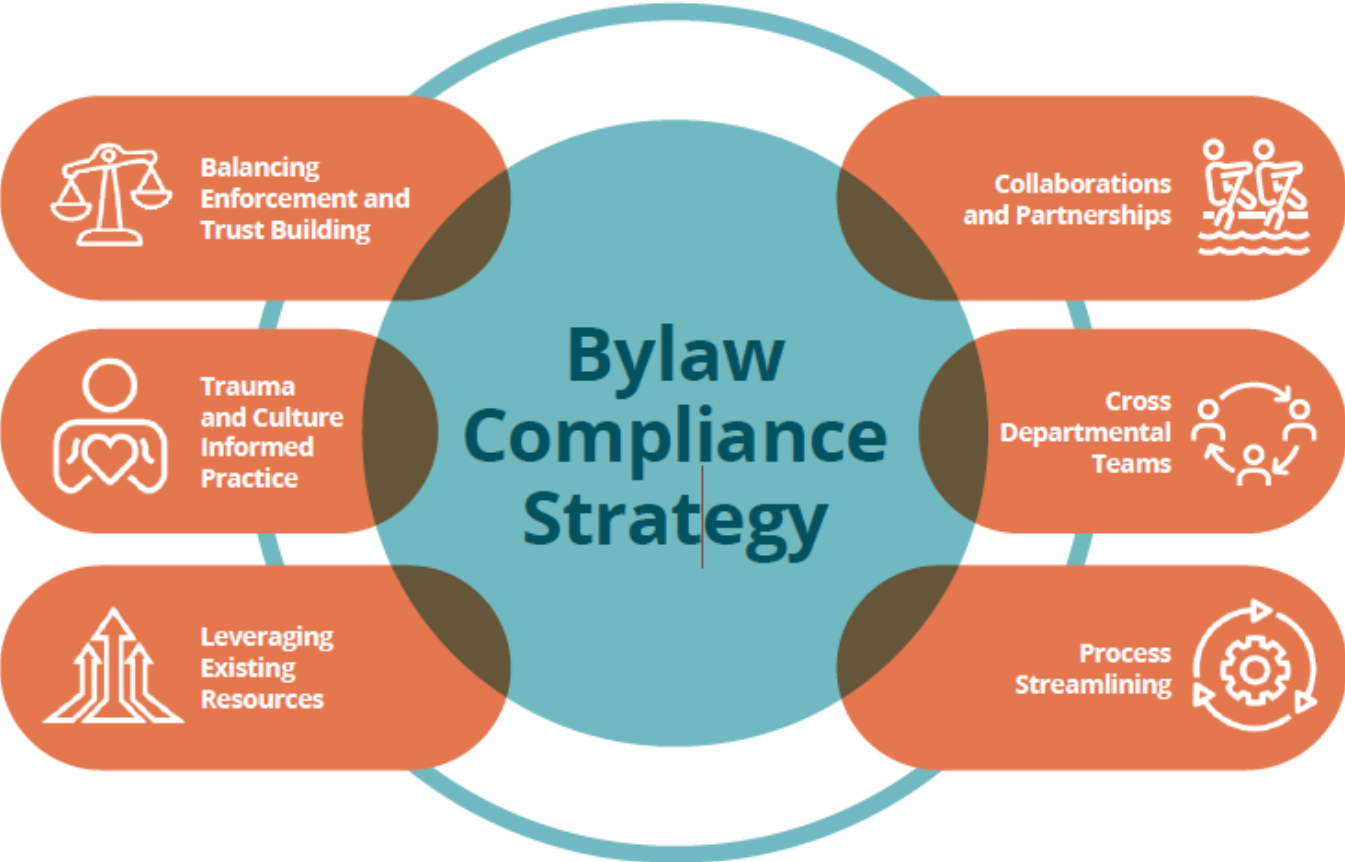 Balancing
Enforcement and
Trust Building
Trauma
and Culture
Informed
Practice
Leveraging
Existing
Resources
Bylaw
Compliance
Strategy
Collaborations
and Partnerships
Cross
Departmental
Teams
Process
Streamlining